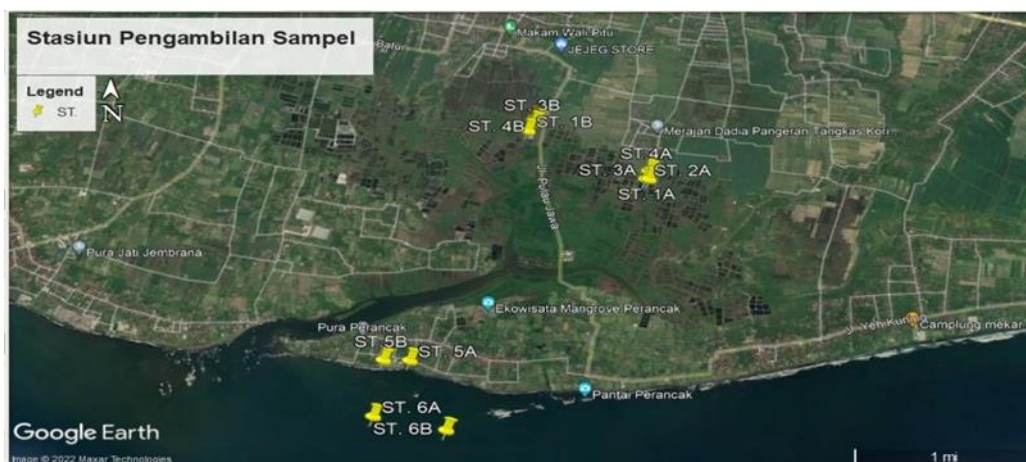 Stasiun Pengambilan Sampel
Legend
ST.
N
Makam Wali Pitu
JEJEG STORE
ST. 3B
ST. 4B
ST. 1B
Merajan Dadia Pangeran Tangkas Kori...
ST. 4A
ST. 3A
ST. 2A
ST. 1A
Jl. Pulau Jawa
Pura Jati Jembrana
Ekowisata Mangrove Perancak
Pura Perancak
Jl. Yeh Kuning
Camplung mekar
ST. 5B
ST. 5A
Pantai Perancak
ST. 6A
ST. 6B
Google Earth
Image © 2022 Maxar Technologies
1 mi